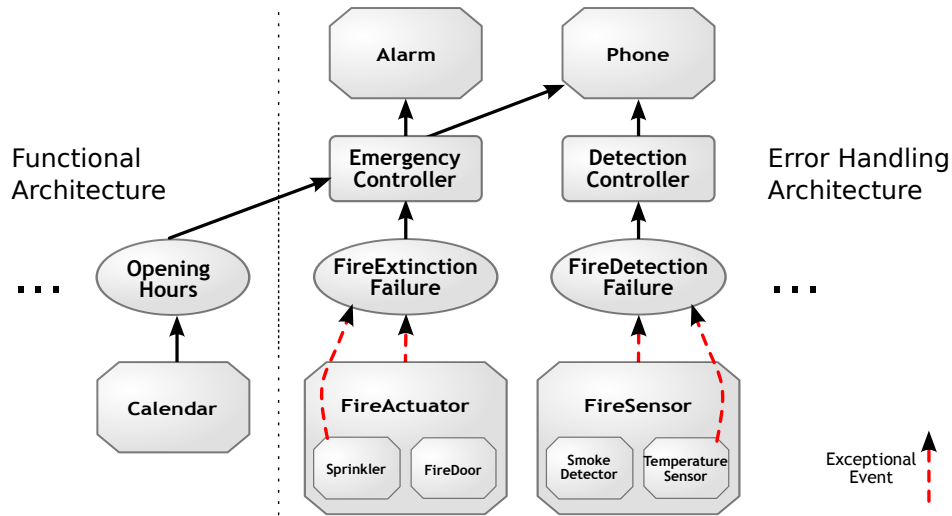 Alarm
Phone
Functional
Architecture
Emergency
Controller
Detection
Controller
Error Handling
Architecture
Opening
Hours
FireExtinction
Failure
FireDetection
Failure
...
...
Calendar
FireActuator
FireSensor
Sprinkler
FireDoor
Smoke
Detector
Temperature
Sensor
Exceptional
Event